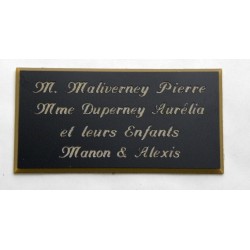 M. Maliverney Pierre
Mme Duperney Aurélia
et leurs Enfants
Manon & Alexis